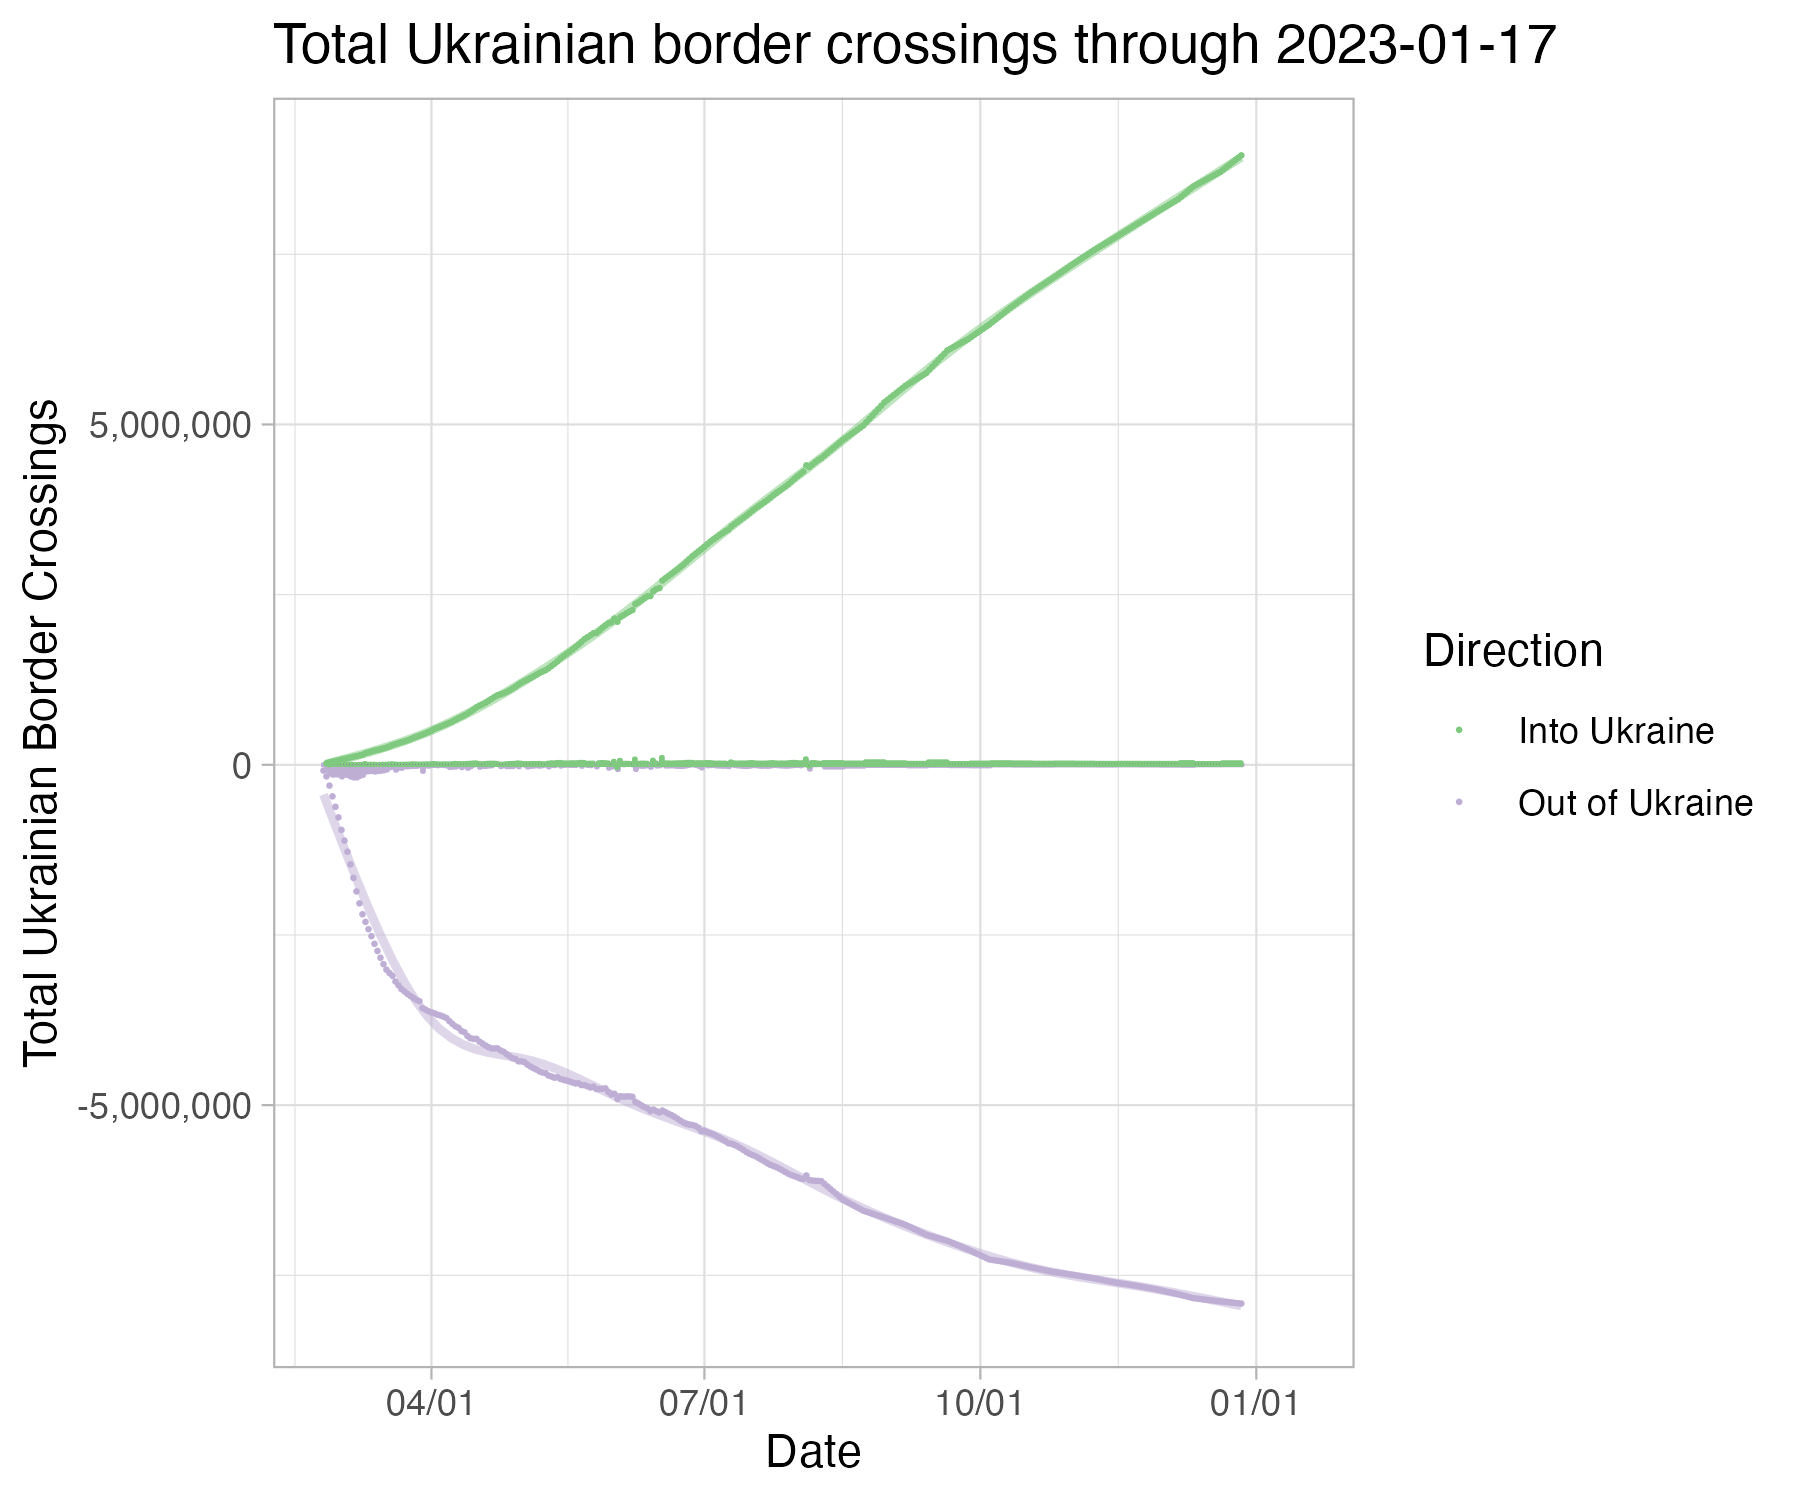 Total Ukrainian border crossings through 2023-01-17
Total Ukrainian Border Crossings
5,000,000
0
-5,000,000
04/01
07/01
10/01
01/01
Date
Direction
Into Ukraine
Out of Ukraine